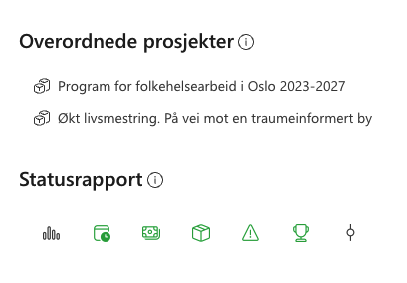 Overordnede prosjekter
Program for folkehelsearbeid i Oslo 2023-2027
Økt livsmestring. På vei mot en traumeinformert by
Statusrapport